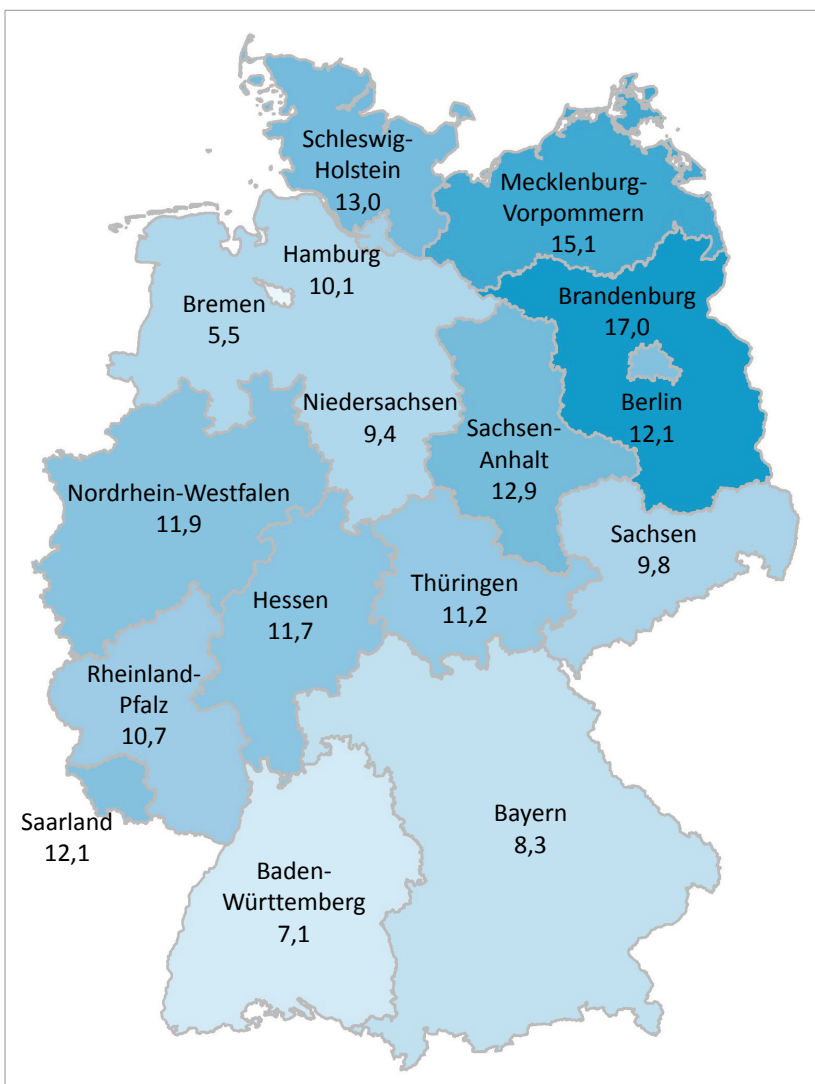 Schleswig-
Holstein
13,0
Mecklenburg-
Vorpommern
15,1
Hamburg
10,1
Bremen
5,5
Brandenburg
17,0
Berlin
12,1
Niedersachsen
9,4
Sachsen-
Anhalt
12,9
Nordrhein-Westfalen
11,9
Sachsen
9,8
Hessen
11,7
Thüringen
11,2
Rheinland-
Pfalz
10,7
Saarland
12,1
Bayern
8,3
Baden-
Württemberg
7,1